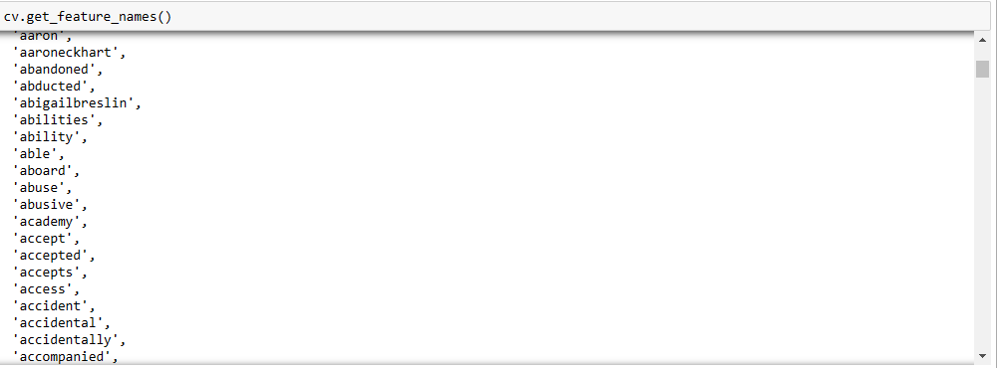 cv.get_feature_names()
'aaron',
'aaroneckhart',
'abandoned',
'abducted',
'abigailbreslin',
'abilities',
'ability',
'able',
'aboard',
'abuse',
'abusive',
'academy',
'accept',
'accepted',
'accepts',
'access',
'accident',
'accidental',
'accidentally',
'accompanied',